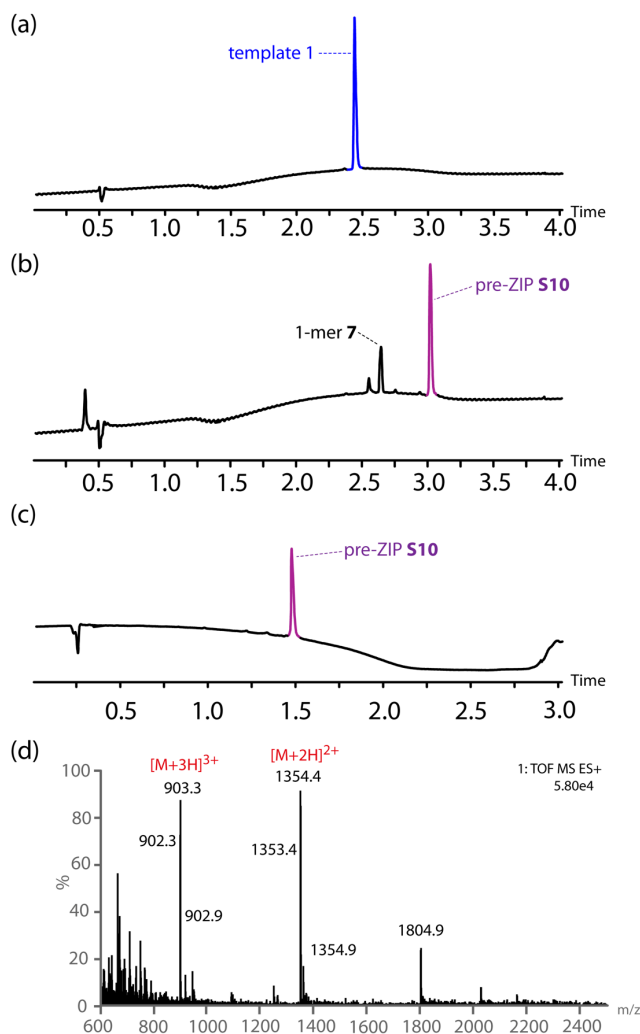 (a)
template 1
0.5 1.0 1.5 2.0 2.5 3.0 3.5 4.0 Time
(b)
pre-ZIP S10
1-mer 7
0.5 1.0 1.5 2.0 2.5 3.0 3.5 4.0 Time
(c)
pre-ZIP S10
0.5 1.0 1.5 2.0 2.5 3.0 Time
(d)
[M+3H]3+ [M+2H]2+
903.3 1354.4 1: TOF MS ES+
5.80e4
100
902.3 1353.4
80
60
%
902.9 1354.9 1804.9
40
20
0
600 800 1000 1200 1400 1600 1800 2000 2200 2400 m/z